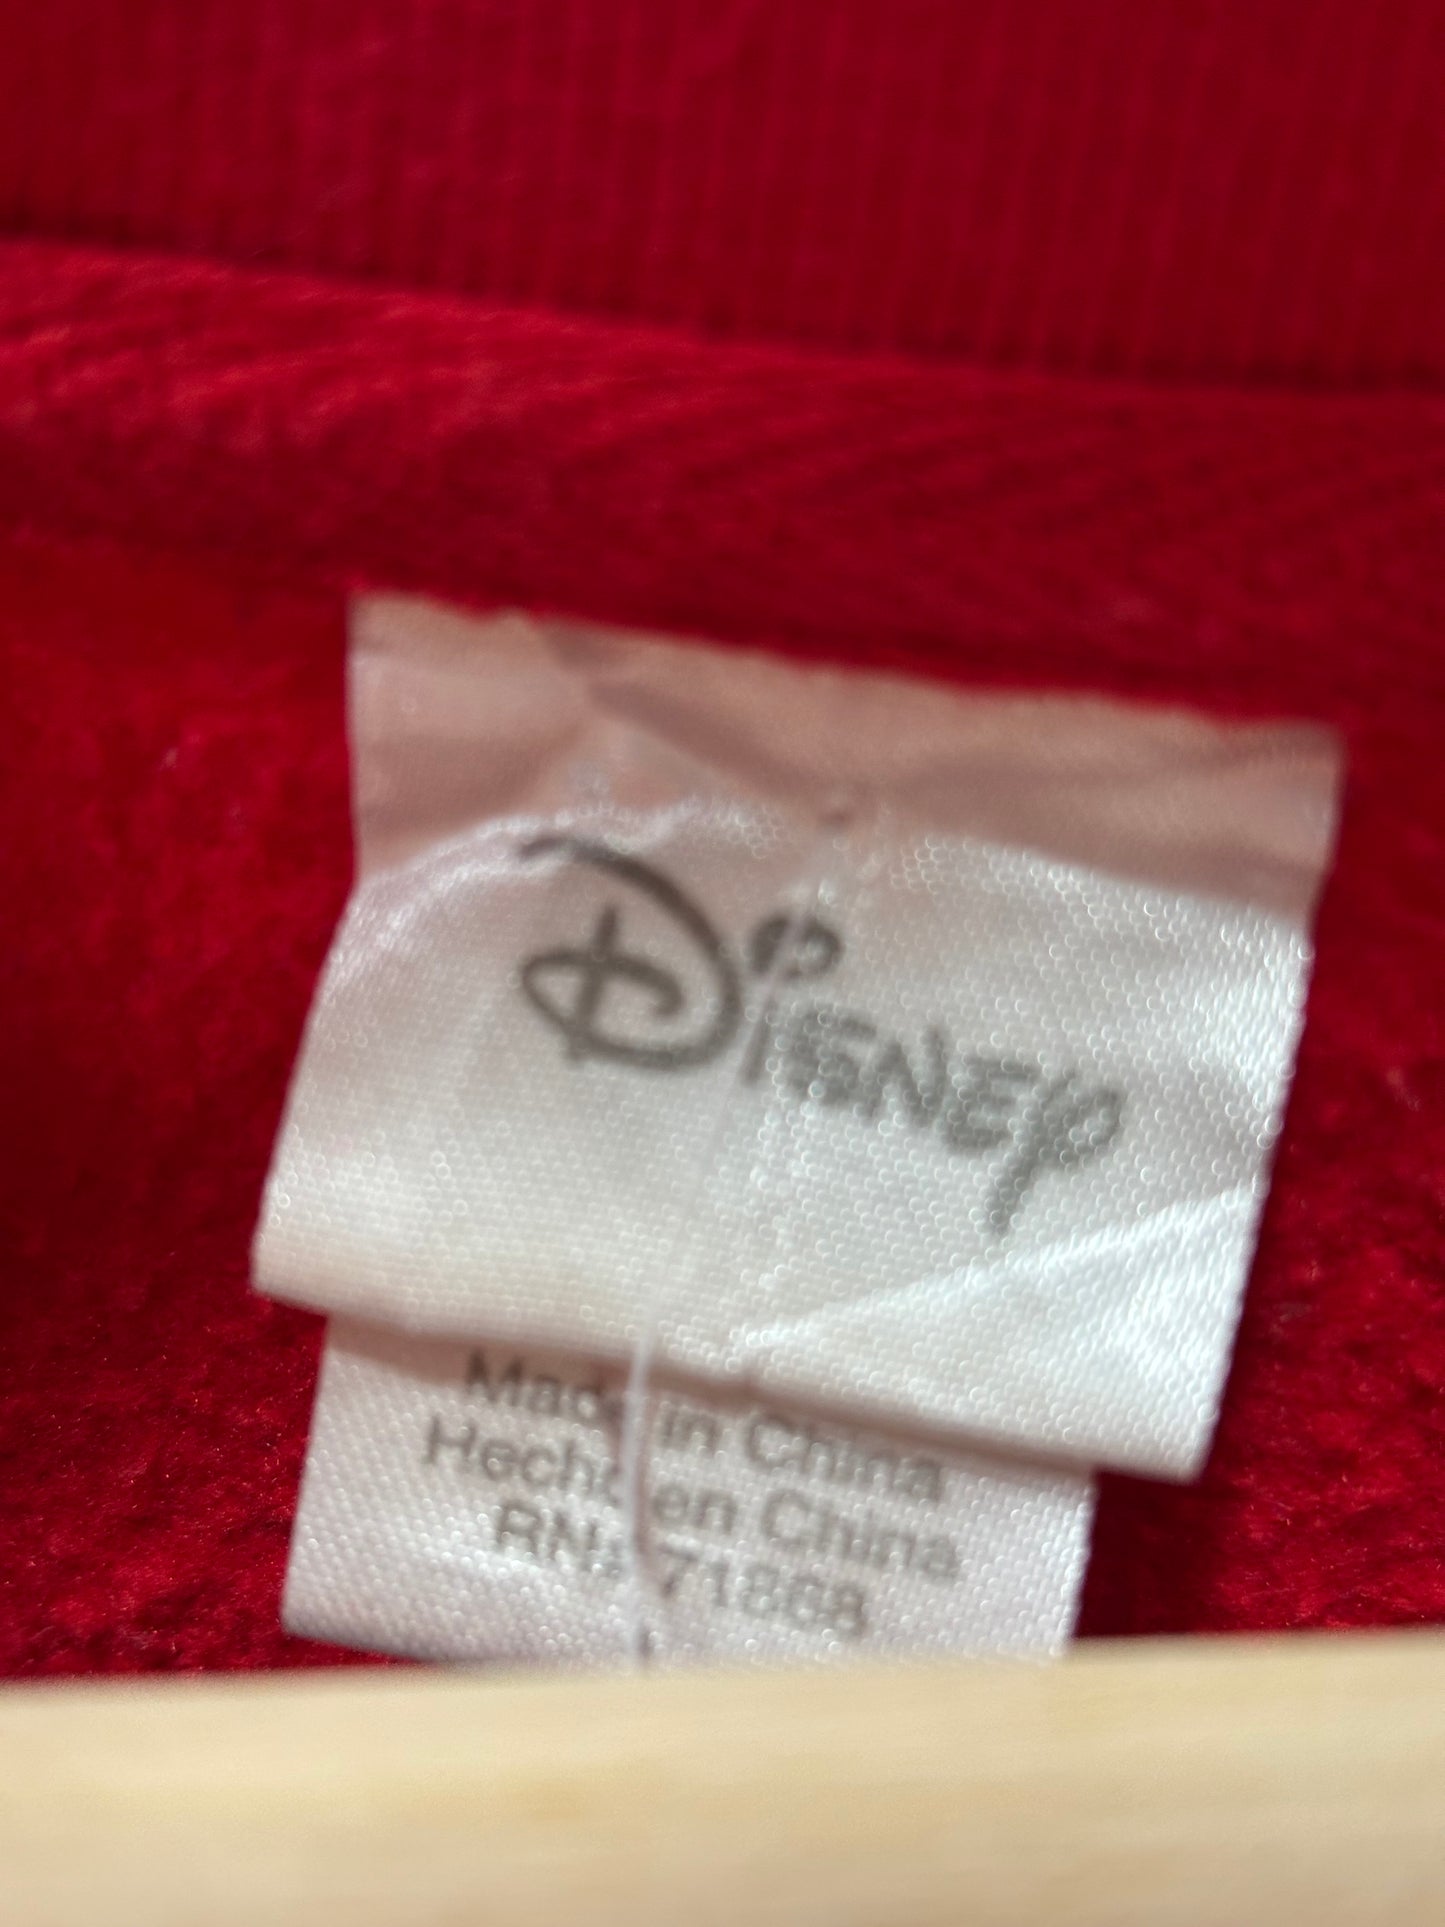 Disney
Made in China
Hecho en China
RN: 71868